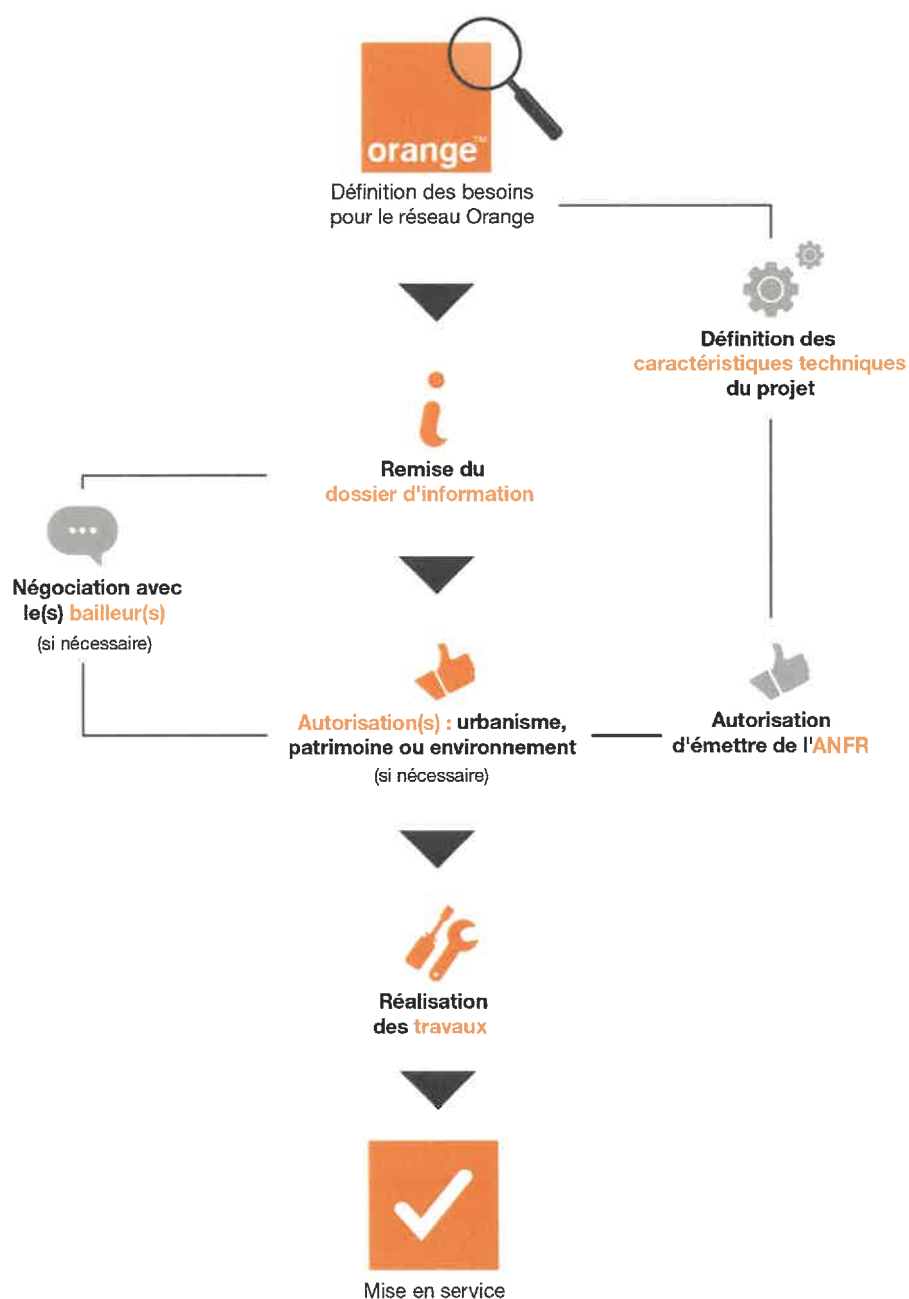 orange™
Définition des besoins
pour le réseau Orange
Définition des
caractéristiques techniques
du projet
Remise du
dossier d'information
Négociation avec
le(s) bailleur(s)
(si nécessaire)
Autorisation(s) : urbanisme,
patrimoine ou environnement
(si nécessaire)
Autorisation
d'émettre de l'ANFR
Réalisation
des travaux
Mise en service